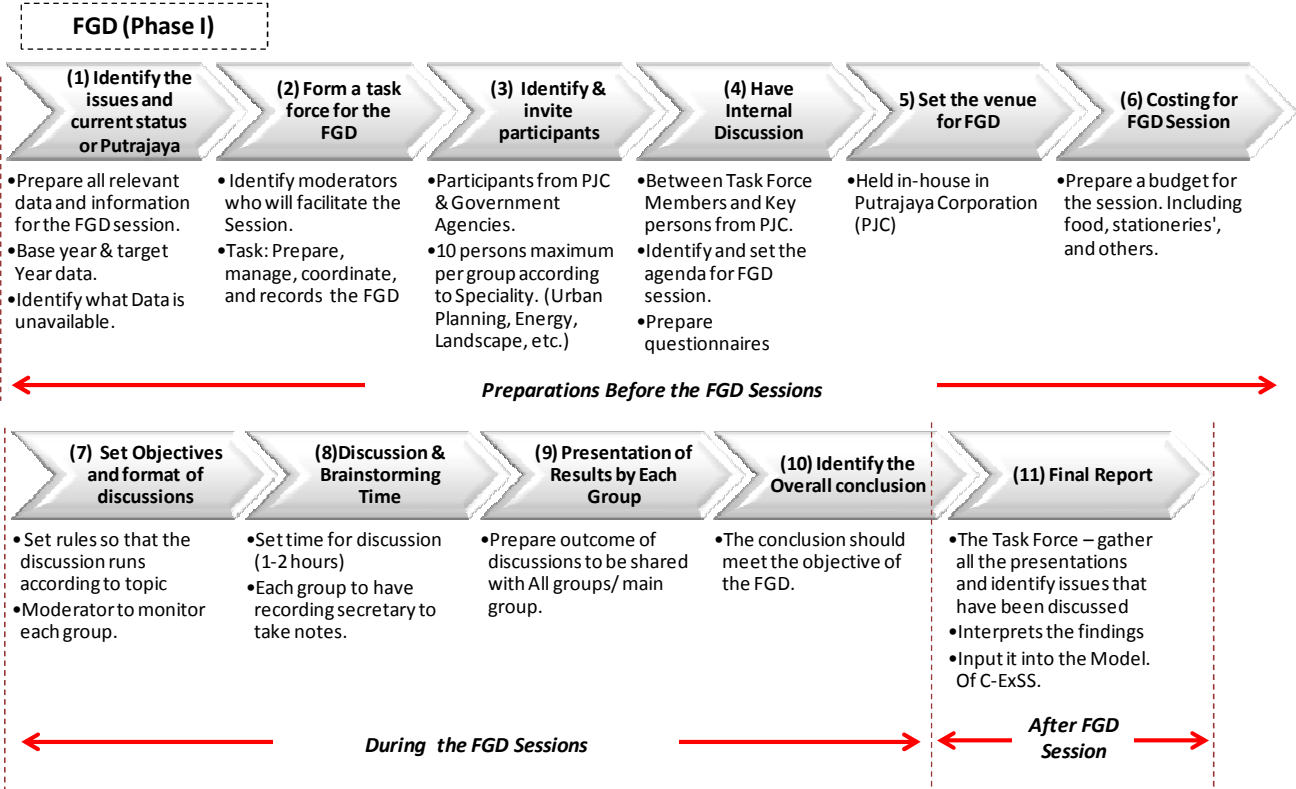 FGD (Phase I)
(1) Identify the
issues and
current status
or Putrajaya
(2) Form a task
force for the
FGD
(3) Identify &
invite
participants
(4) Have
Internal
Discussion
5) Set the venue
for FGD
(6) Costing for
FGD Session
•Prepare all relevant
data and information
for the FGD session.
•Base year & target
Year data.
•Identify what Data is
unavailable.
• Identify moderators
who will facilitate the
Session.
•Task: Prepare,
manage, coordinate,
and records the FGD
•Participants from PJC
& Government
Agencies.
•10 persons maximum
per group according
to Speciality. (Urban
Planning, Energy,
Landscape, etc.)
•Between Task Force
Members and Key
persons from PJC.
•Identify and set the
agenda for FGD
session.
•Prepare
questionnaires
•Held in-house in
Putrajaya Corporation
(PJC)
•Prepare a budget for
the session. Including
food, stationeries',
and others.
Preparations Before the FGD Sessions
(7) Set Objectives
and format of
discussions
(8)Discussion &
Brainstorming
Time
(9) Presentation of
Results by Each
Group
(10) Identify the
Overall conclusion
(11) Final Report
• Set rules so that the
discussion runs
according to topic
•Moderator to monitor
each group.
•Set time for discussion
(1-2 hours)
•Each group to have
recording secretary to
take notes.
•Prepare outcome of
discussions to be shared
with All groups/ main
group.
•The conclusion should
meet the objective of
the FGD.
• The Task Force – gather
all the presentations
and identify issues that
have been discussed
• Interprets the findings
•Input it into the Model.
Of C-ExSS.
During the FGD Sessions
After FGD
Session